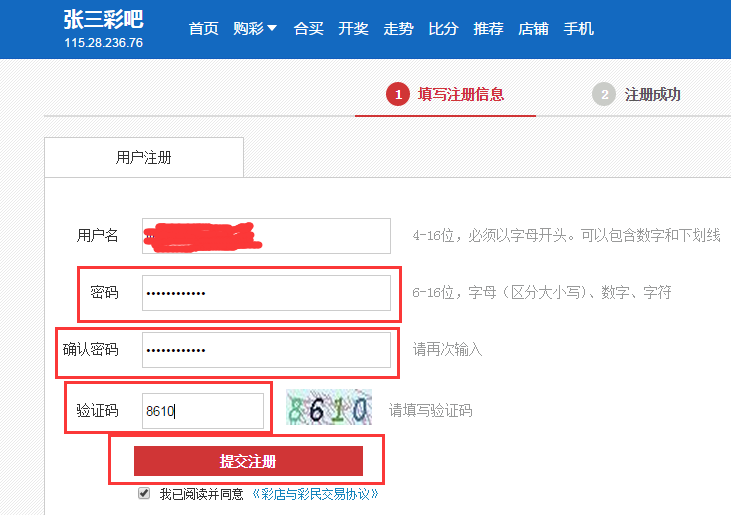 张三彩吧
115.28.236.76
首页 购彩 合买 开奖 走势 比分 推荐 店铺 手机
1 填写注册信息 2 注册成功
用户注册
用户名 4-16位，必须以字母开头。可以包含数字和下划线
密码 •••••••••••• 6-16位，字母（区分大小写）、数字、字符
确认密码 •••••••••••• 请再次输入
验证码 8610 8610 请填写验证码
提交注册
我已阅读并同意 《彩店与彩民交易协议》